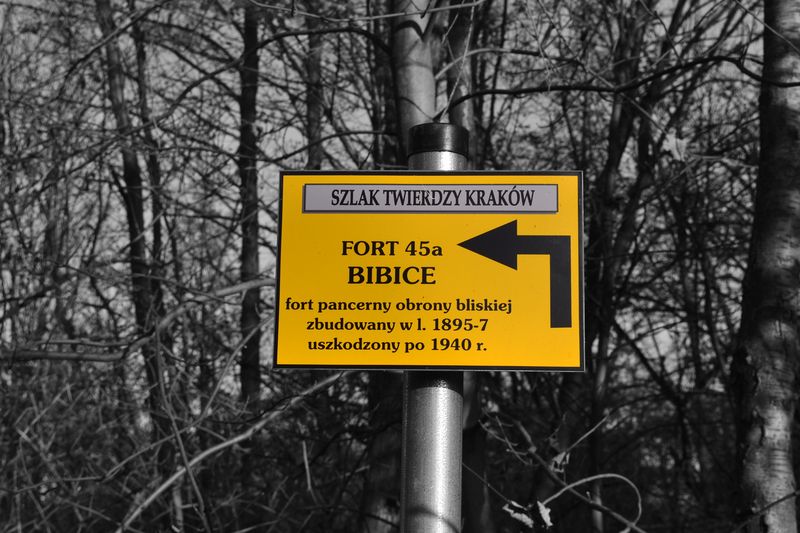 SZLAK TWIERDZY KRAKÓW
FORT 45a
BIBICE
fort pancerny obrony bliskiej
zbudowany w l. 1895-7
uszkodzony po 1940 r.